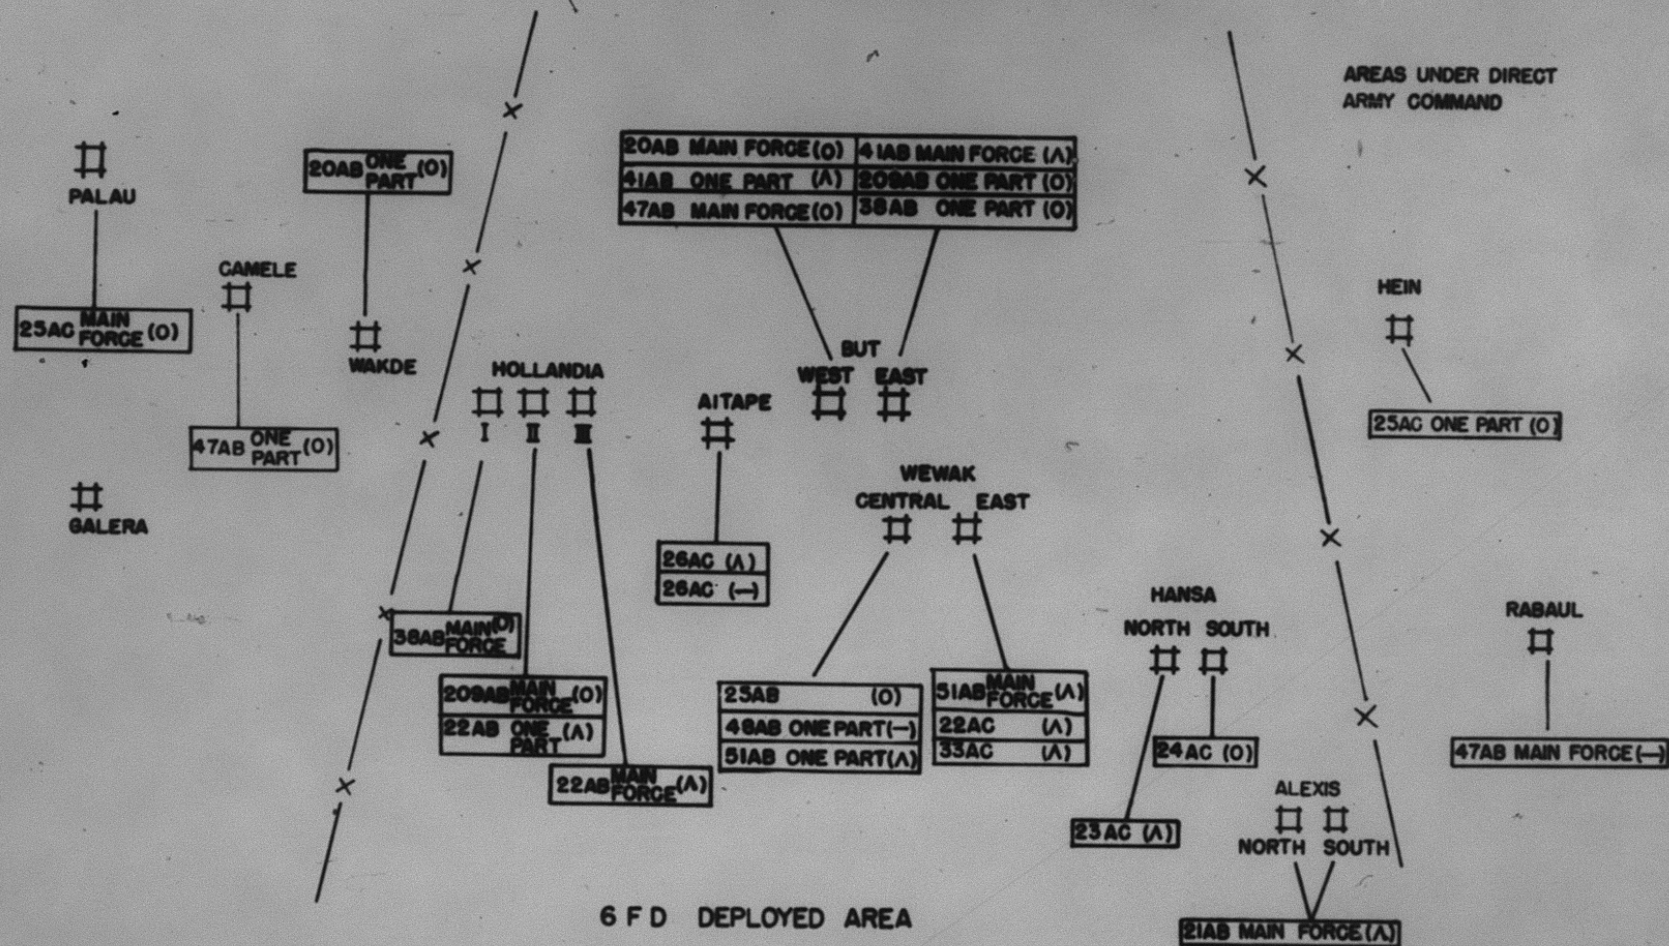 AREAS UNDER DIRECT
ARMY COMMAND
PALAU
25AC MAIN FORCE (O)
CAMELE
47AB ONE PART (O)
GALERA
20AB ONE PART (O)
WAKDE
HOLLANDIA
I II III
38AB MAIN FORCE (O)
209AB MAIN FORCE (O)
22AB ONE PART (Λ)
22AB MAIN FORCE (Λ)
20AB MAIN FORCE (O) 41AB MAIN FORCE (Λ)
41AB ONE PART (Λ) 209AB ONE PART (O)
47AB MAIN FORCE (O) 38AB ONE PART (O)
BUT
WEST EAST
AITAPE
26AC (Λ)
26AC (—)
WEWAK
CENTRAL EAST
25AB (O)
48AB ONE PART (—)
51AB ONE PART (Λ)
51AB MAIN FORCE (Λ)
22AC (Λ)
33AC (Λ)
HANSA
NORTH SOUTH
24AC (O)
23AC (Λ)
ALEXIS
NORTH SOUTH
21AB MAIN FORCE (Λ)
HEIN
25AC ONE PART (O)
RABAUL
47AB MAIN FORCE (—)
6 F D DEPLOYED AREA